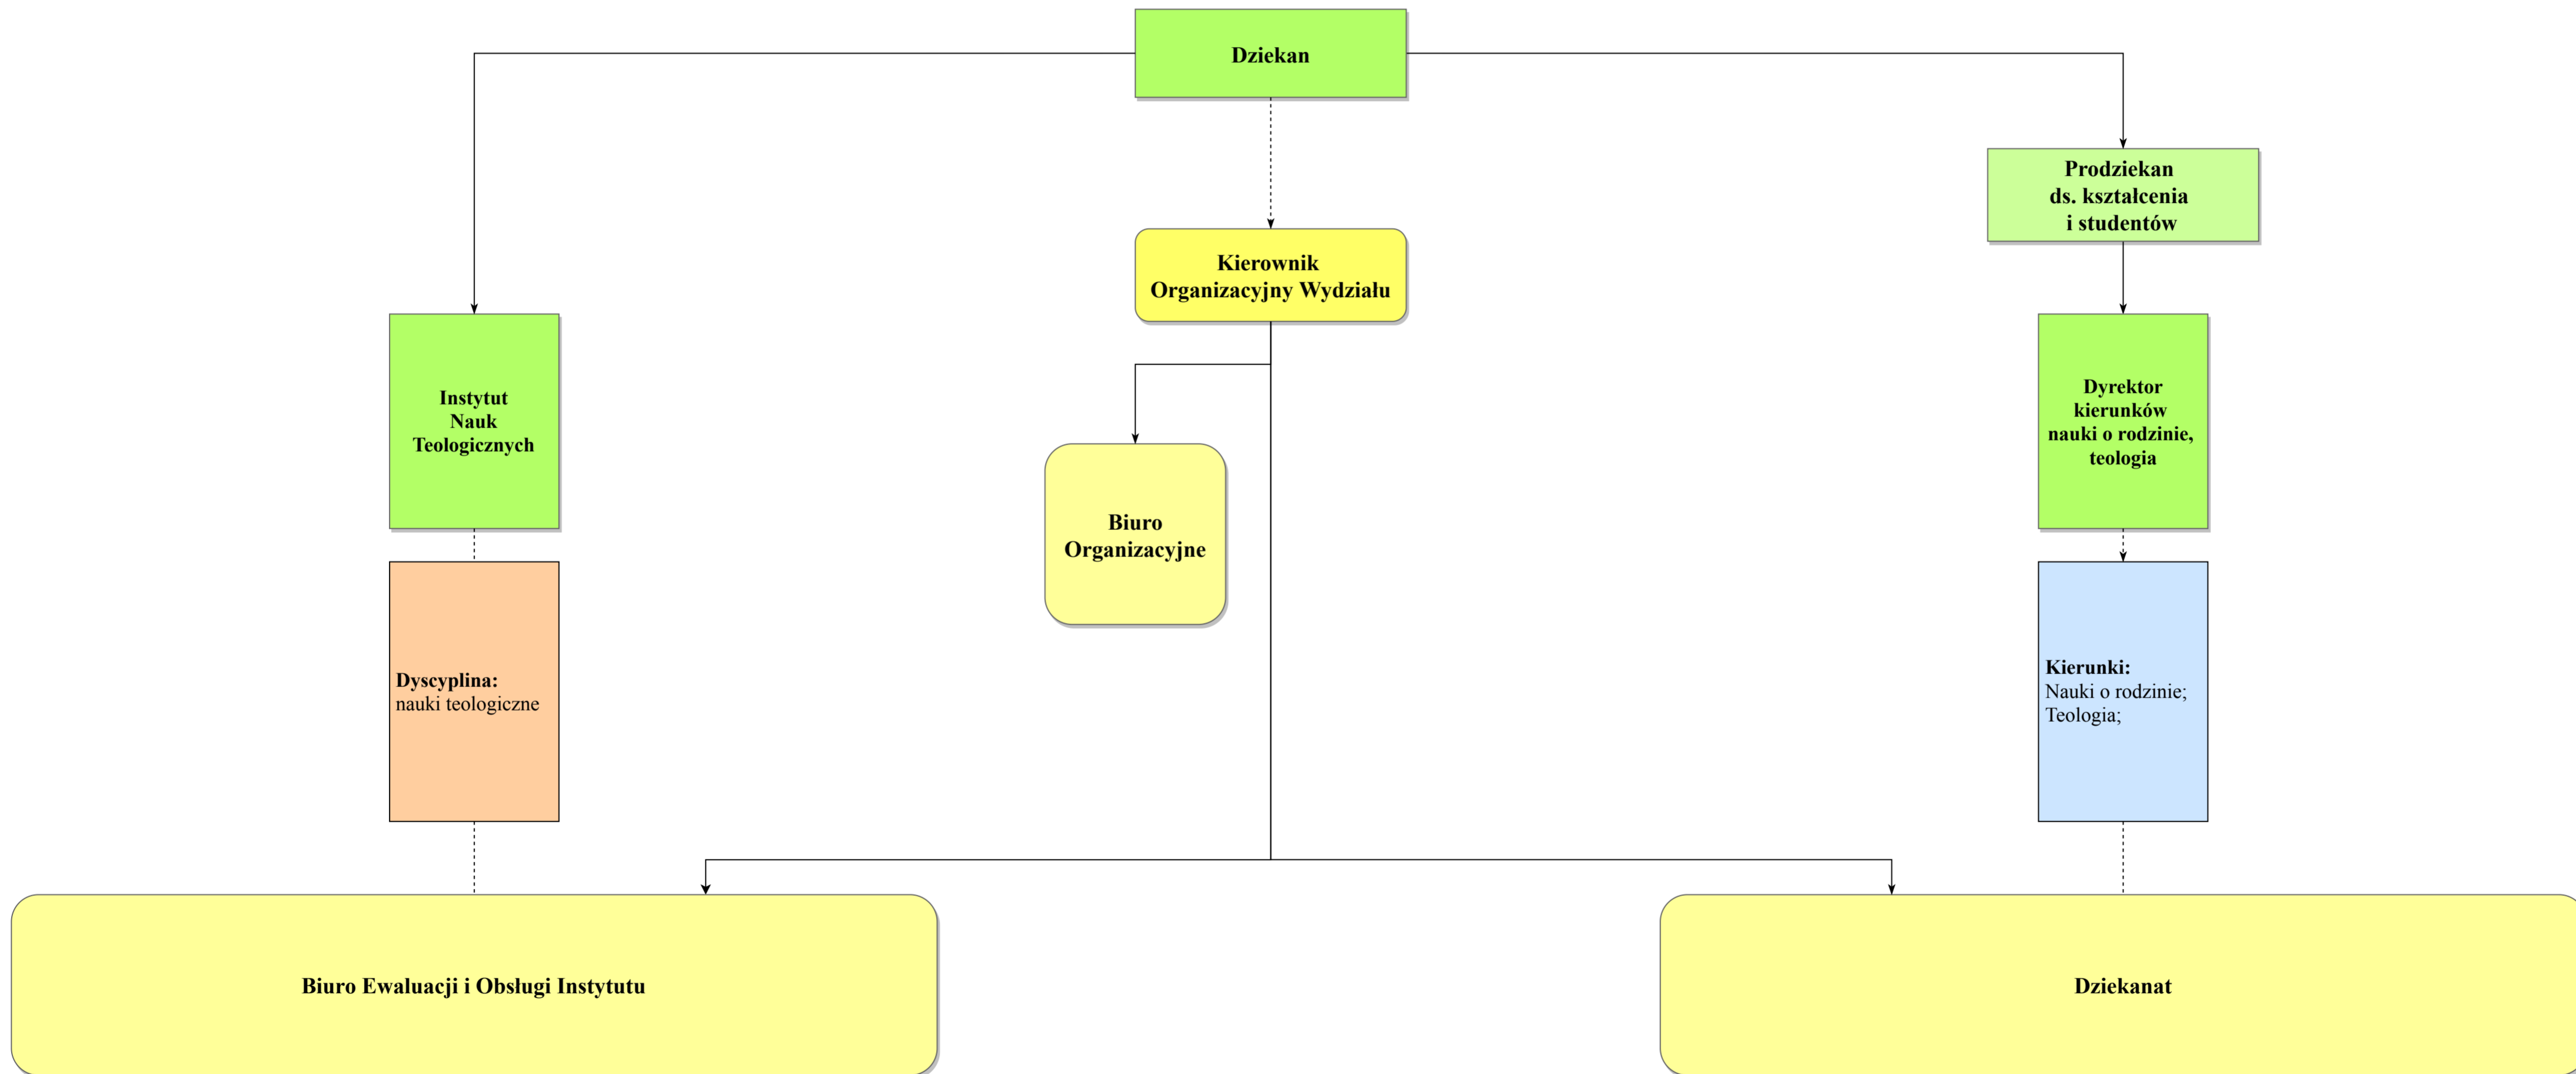 Dziekan
Prodziekan
ds. kształcenia
i studentów
Kierownik
Organizacyjny Wydziału
Instytut
Nauk
Teologicznych
Dyrektor
kierunków
nauki o rodzinie,
teologia
Biuro
Organizacyjne
Dyscyplina:
nauki teologiczne
Kierunki:
Nauki o rodzinie;
Teologia;
Biuro Ewaluacji i Obsługi Instytutu
Dziekanat